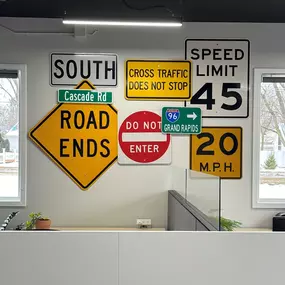 SOUTH
Cascade Rd
ROAD
ENDS
CROSS TRAFFIC
DOES NOT STOP
DO NOT
ENTER
96
GRAND RAPIDS
SPEED
LIMIT
45
20
M.P.H.